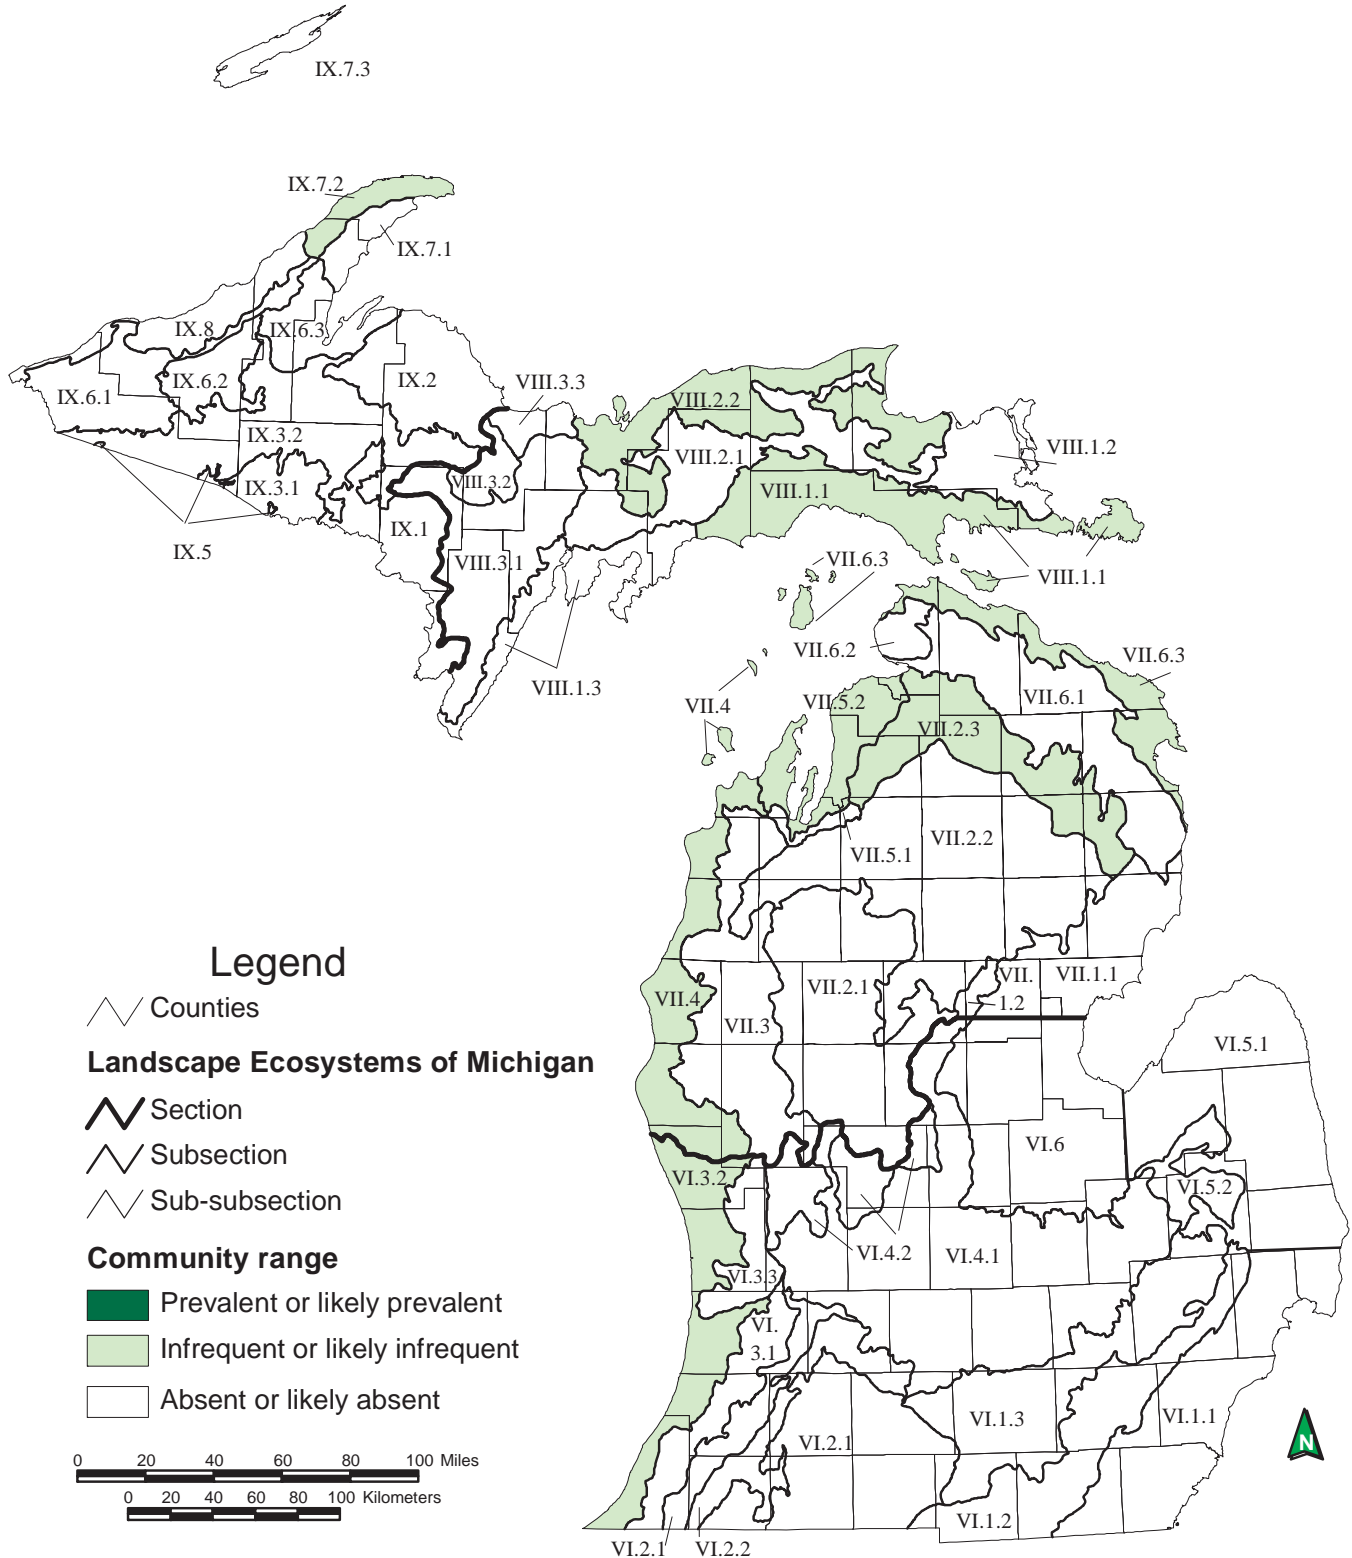 IX.7.3
IX.7.2
IX.7.1
IX.8
IX.6.3
IX.6.1
IX.6.2
IX.2
VIII.3.3
VIII.2.2
IX.3.2
VIII.2.1
VIII.1.2
IX.3.1
VIII.3.2
VIII.1.1
IX.1
IX.5
VIII.3.1
VII.6.3
VIII.1.1
VII.6.2
VII.6.3
VIII.1.3
VII.4
VII.5.2
VII.6.1
VII.2.3
VII.5.1
VII.2.2
VII.4
VII.3
VII.2.1
VII.
1.2
VII.1.1
VI.5.1
VI.6
VI.3.2
VI.5.2
VI.4.2
VI.4.1
VI.3.3
VI.
3.1
VI.2.1
VI.1.3
VI.1.1
VI.1.2
VI.2.1
VI.2.2
Legend
Counties
Landscape Ecosystems of Michigan
Section
Subsection
Sub-subsection
Community range
Prevalent or likely prevalent
Infrequent or likely infrequent
Absent or likely absent
0 20 40 60 80 100 Miles
0 20 40 60 80 100 Kilometers
N